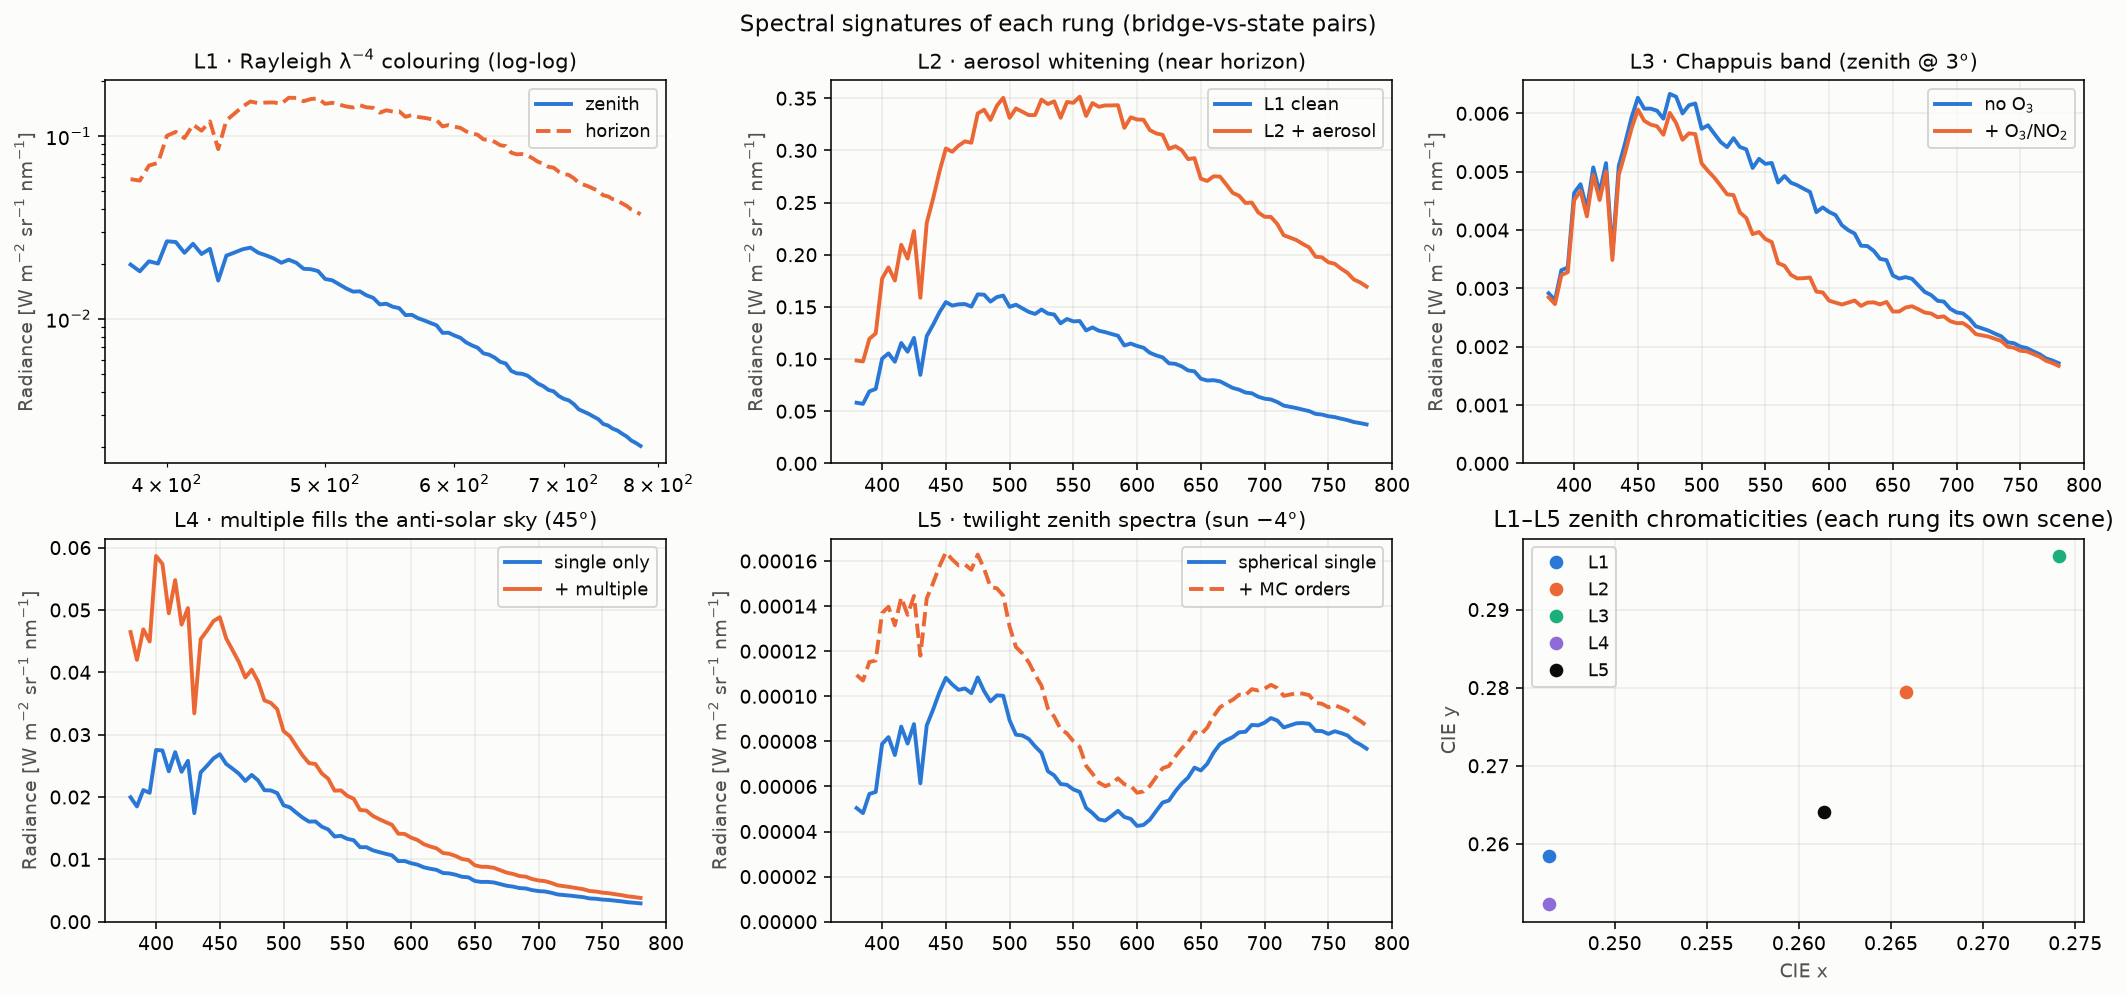 Spectral signatures of each rung (bridge-vs-state pairs)
L1 · Rayleigh λ⁻⁴ colouring (log-log)
Radiance [W m⁻² sr⁻¹ nm⁻¹]
10⁻¹
10⁻²
zenith
horizon
4 × 10²
5 × 10²
6 × 10²
7 × 10²
8 × 10²
L2 · aerosol whitening (near horizon)
Radiance [W m⁻² sr⁻¹ nm⁻¹]
0.35
0.30
0.25
0.20
0.15
0.10
0.05
0.00
L1 clean
L2 + aerosol
400
450
500
550
600
650
700
750
800
L3 · Chappuis band (zenith @ 3°)
Radiance [W m⁻² sr⁻¹ nm⁻¹]
0.006
0.005
0.004
0.003
0.002
0.001
0.000
no O₃
+ O₃/NO₂
400
450
500
550
600
650
700
750
800
L4 · multiple fills the anti-solar sky (45°)
Radiance [W m⁻² sr⁻¹ nm⁻¹]
0.06
0.05
0.04
0.03
0.02
0.01
0.00
single only
+ multiple
400
450
500
550
600
650
700
750
800
L5 · twilight zenith spectra (sun −4°)
Radiance [W m⁻² sr⁻¹ nm⁻¹]
0.00016
0.00014
0.00012
0.00010
0.00008
0.00006
0.00004
0.00002
0.00000
spherical single
+ MC orders
400
450
500
550
600
650
700
750
800
L1–L5 zenith chromaticities (each rung its own scene)
CIE y
0.29
0.28
0.27
0.26
L1
L2
L3
L4
L5
0.250
0.255
0.260
0.265
0.270
0.275
CIE x